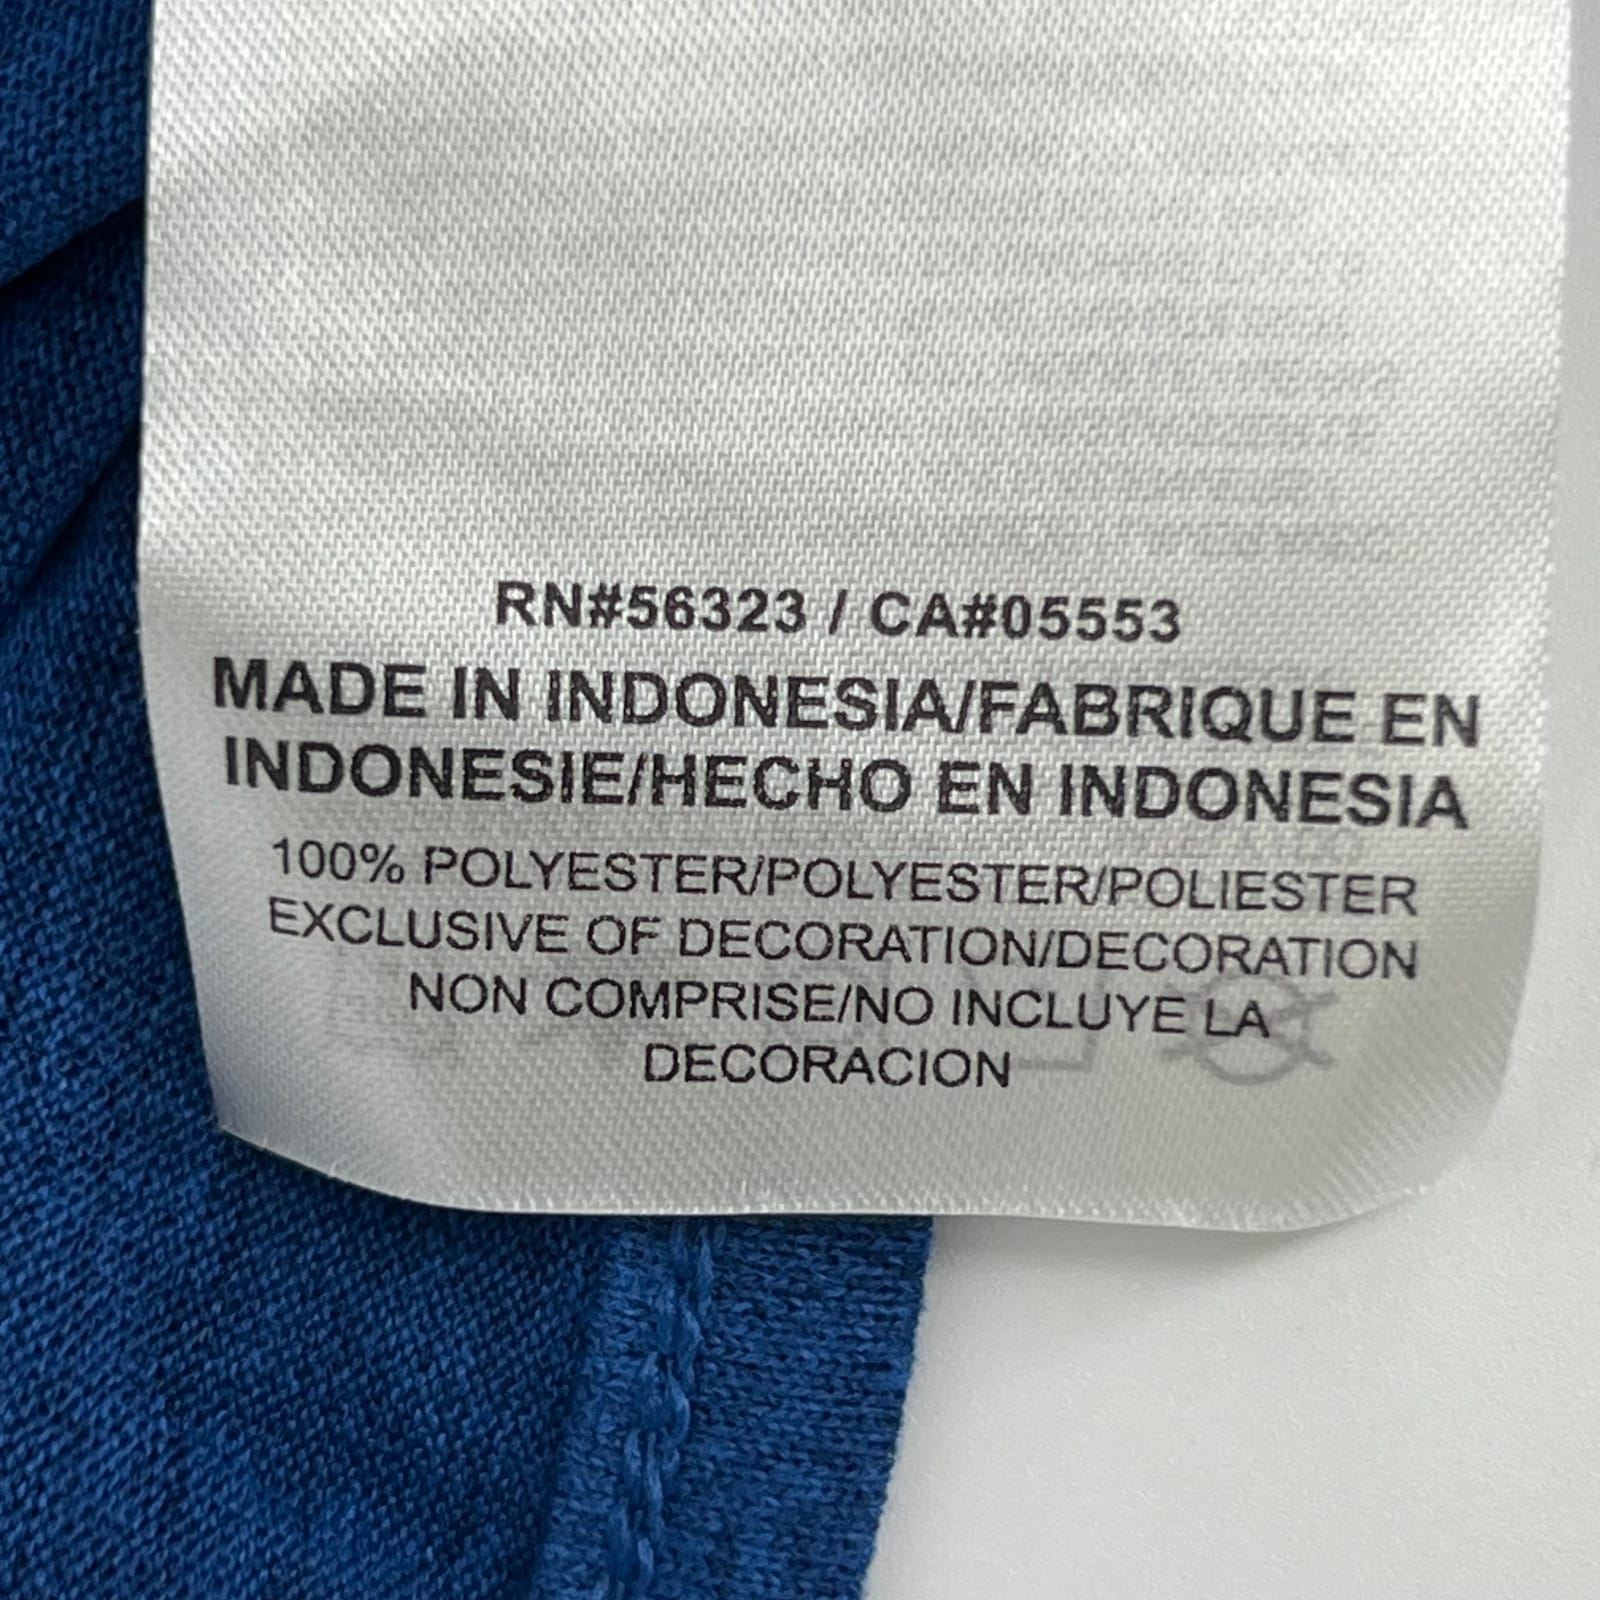 RN#56323 / CA#05553
MADE IN INDONESIA/FABRIQUE EN
INDONESIE/HECHO EN INDONESIA
100% POLYESTER/POLYESTER/POLIESTER
EXCLUSIVE OF DECORATION/DECORATION
NON COMPRISE/NO INCLUYE LA
DECORACION